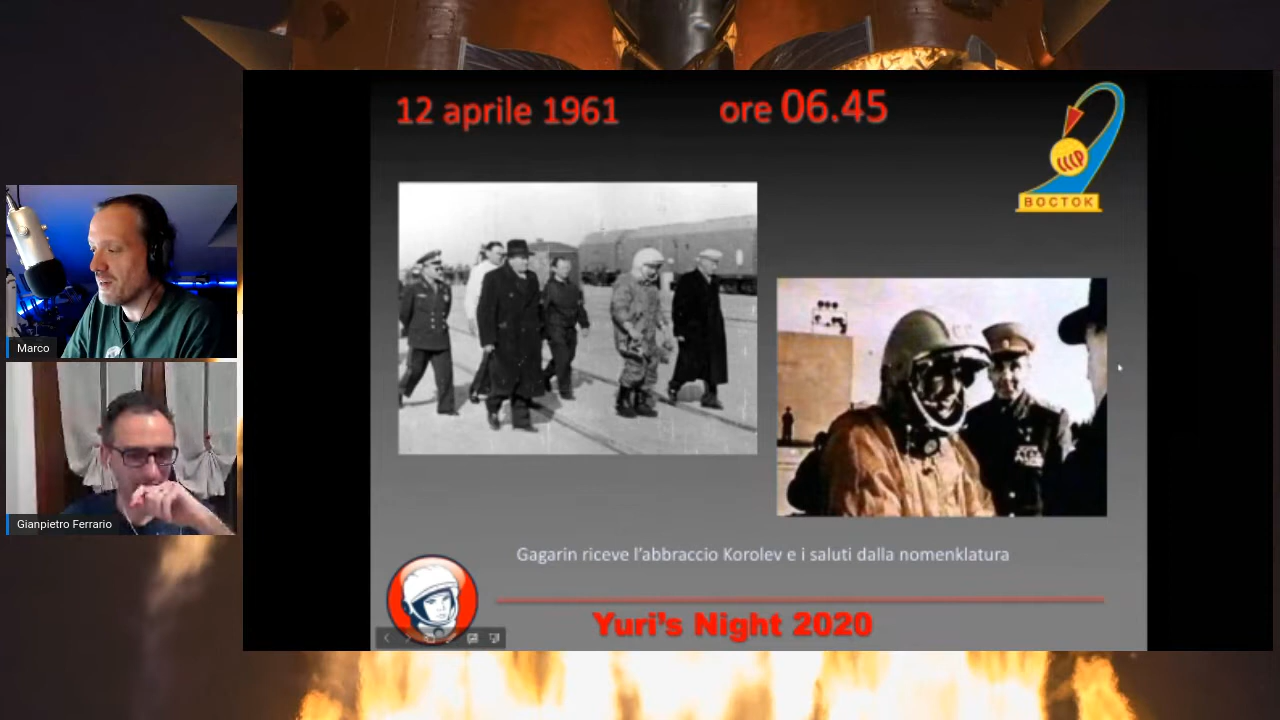 12 aprile 1961
ore 06.45
СССР
ВОСТОК
Marco
Gianpietro Ferrario
Gagarin riceve l'abbraccio Korolev e i saluti dalla nomenklatura
Yuri's Night 2020